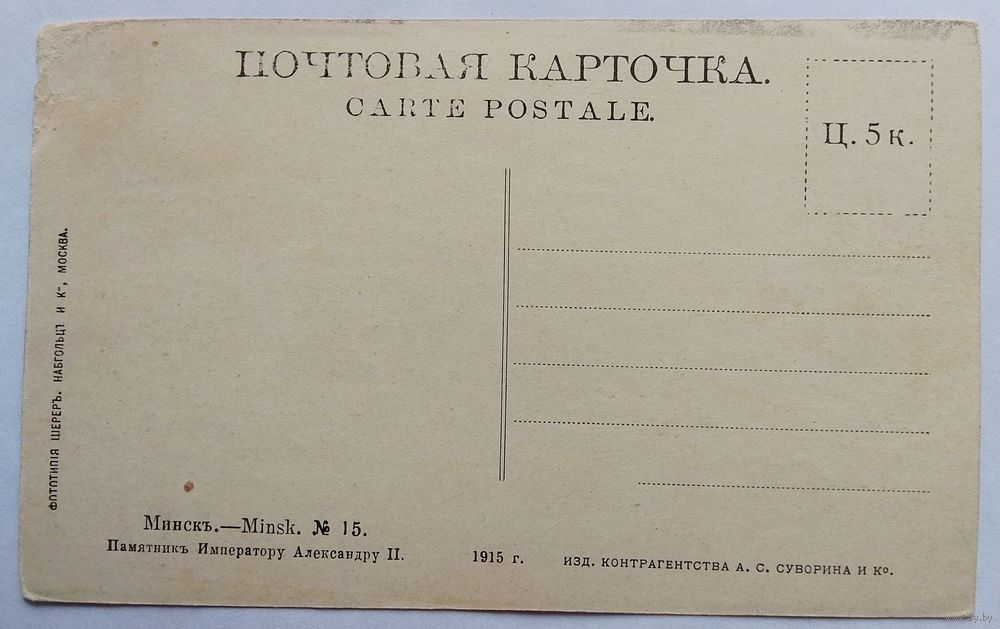 ПОЧТОВАЯ КАРТОЧКА.
CARTE POSTALE.
Ц. 5 к.
ФОТОТИПІЯ ШЕРЕРЪ. НАБГОЛЬЦЪ И Кº, МОСКВА.
Минскъ.—Minsk. № 15.
Памятникъ Императору Александру II.
1915 г.
ИЗД. КОНТРАГЕНТСТВА А. С. СУВОРИНА И Кº.